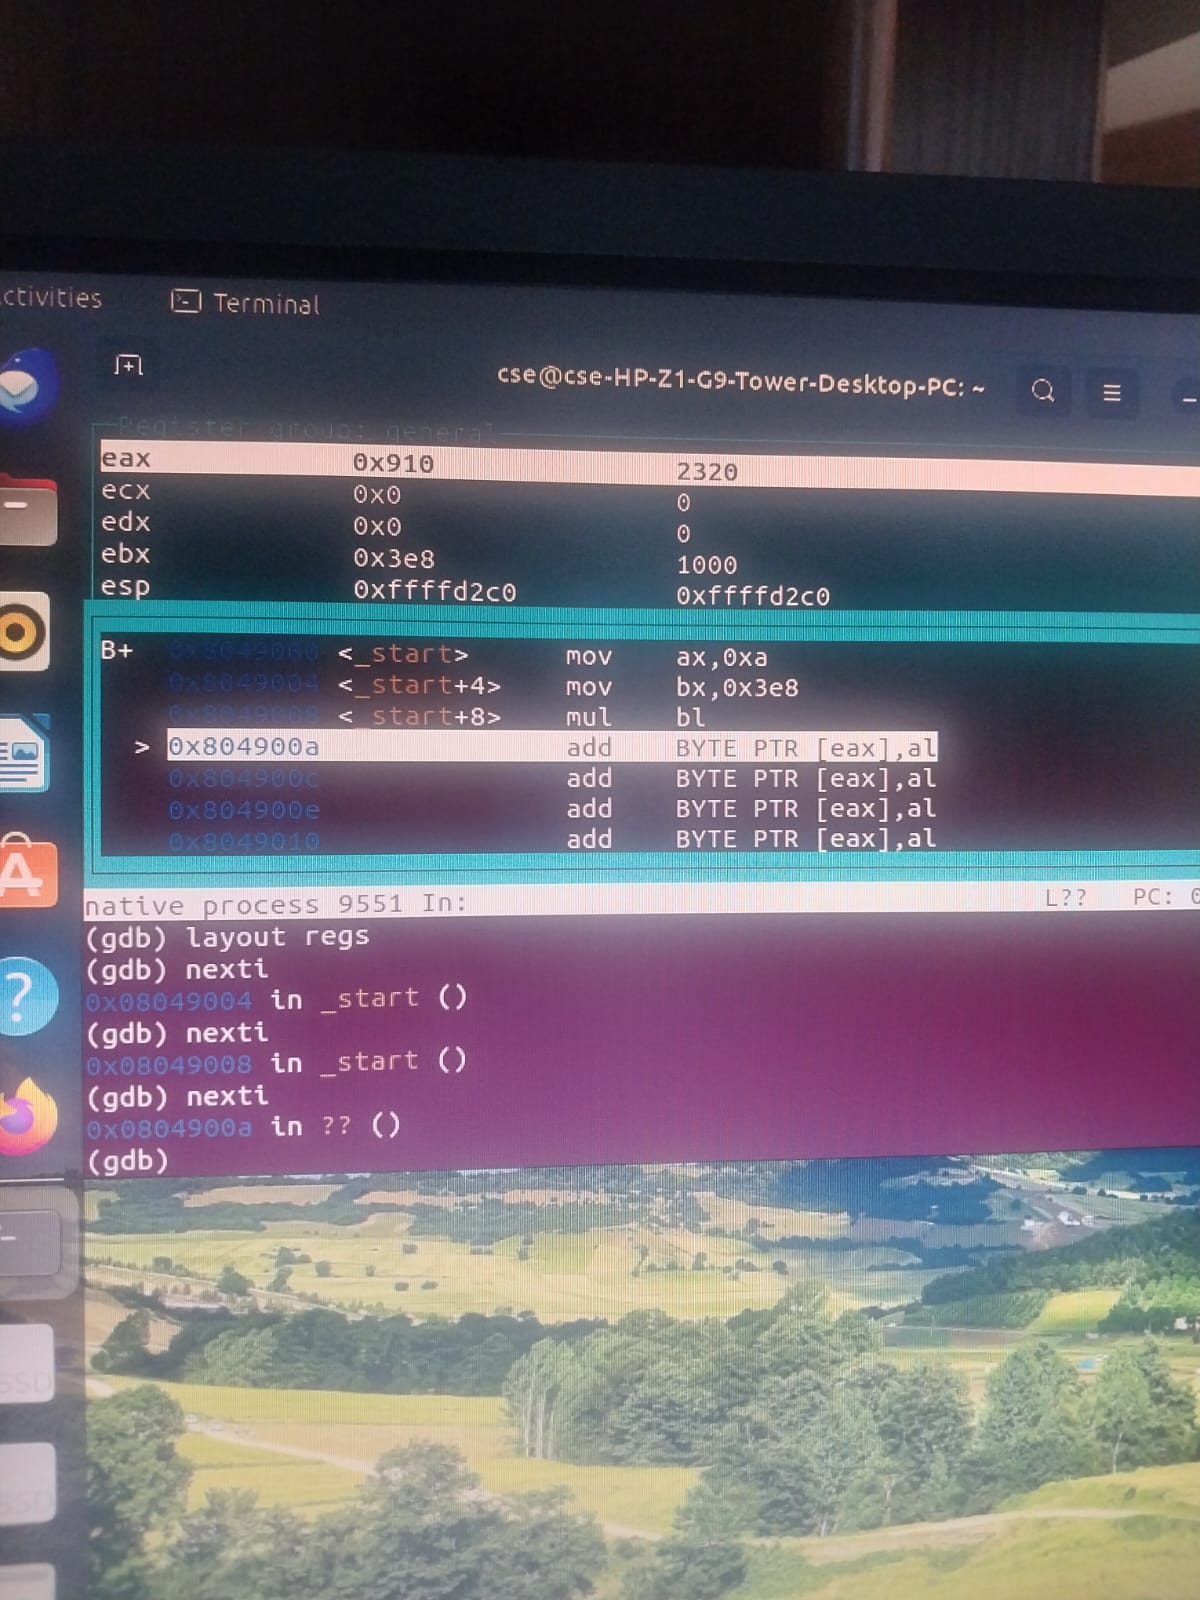 ctivities Terminal
cse@cse-HP-Z1-G9-Tower-Desktop-PC: ~
Register group: general
eax 0x910 2320
ecx 0x0 0
edx 0x0 0
ebx 0x3e8 1000
esp 0xffffd2c0 0xffffd2c0
B+ 0x8049000 <_start> mov ax,0xa
0x8049004 <_start+4> mov bx,0x3e8
0x8049008 <_start+8> mul bl
> 0x804900a add BYTE PTR [eax],al
0x804900c add BYTE PTR [eax],al
0x804900e add BYTE PTR [eax],al
0x8049010 add BYTE PTR [eax],al
native process 9551 In: L?? PC: 0
(gdb) layout regs
(gdb) nexti
0x08049004 in _start ()
(gdb) nexti
0x08049008 in _start ()
(gdb) nexti
0x0804900a in ?? ()
(gdb)